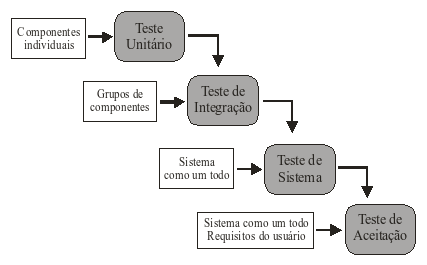 Componentes
individuais
Teste
Unitário
Grupos de
componentes
Teste de
Integração
Sistema
como um todo
Teste de
Sistema
Sistema como um todo
Requisitos do usuário
Teste de
Aceitação